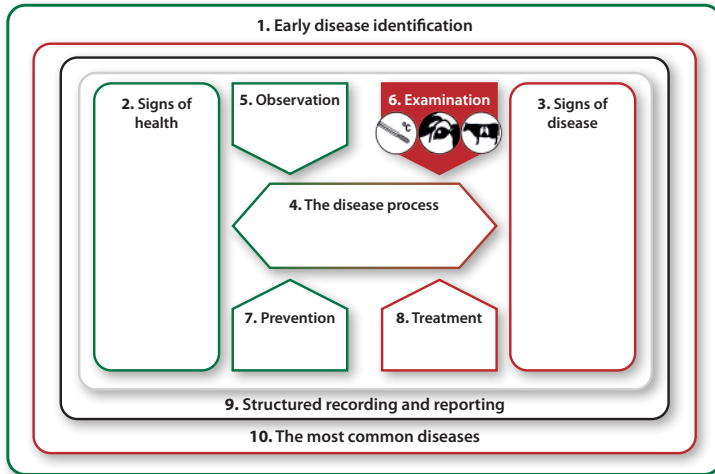 1. Early disease identification
2. Signs of
health
5. Observation
6. Examination
°C
3. Signs of
disease
4. The disease process
7. Prevention
8. Treatment
9. Structured recording and reporting
10. The most common diseases